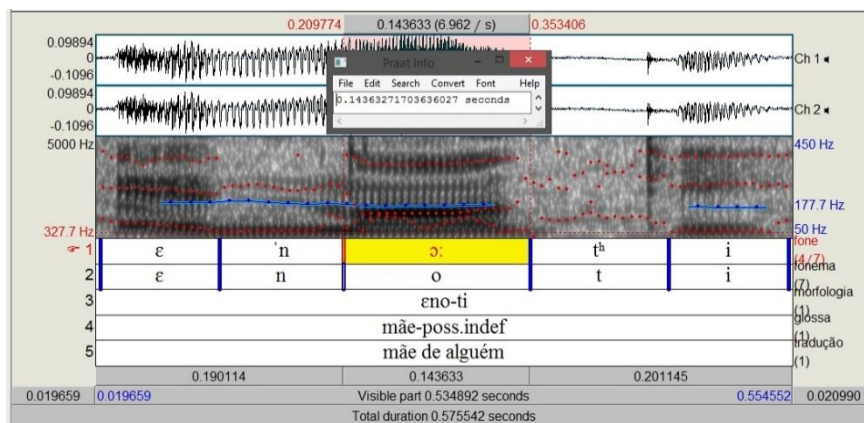 0.209774 0.143633 (6.962 / s) 0.353406
0.09894
0
-0.1096
Ch 1
0.09894
0
-0.1096
Ch 2
Praat Info
File Edit Search Convert Font Help
0.14363271703636027 seconds
5000 Hz 450 Hz
177.7 Hz
327.7 Hz 50 Hz
1 ɛ ˈn ɔː tʰ i fone (4/7)
2 ɛ n o t i fonema (7)
3 ɛno-ti morfologia (1)
4 mãe-poss.indef glossa (1)
5 mãe de alguém tradução (1)
0.190114 0.143633 0.201145
0.019659 0.019659 Visible part 0.534892 seconds 0.554552 0.020990
Total duration 0.575542 seconds